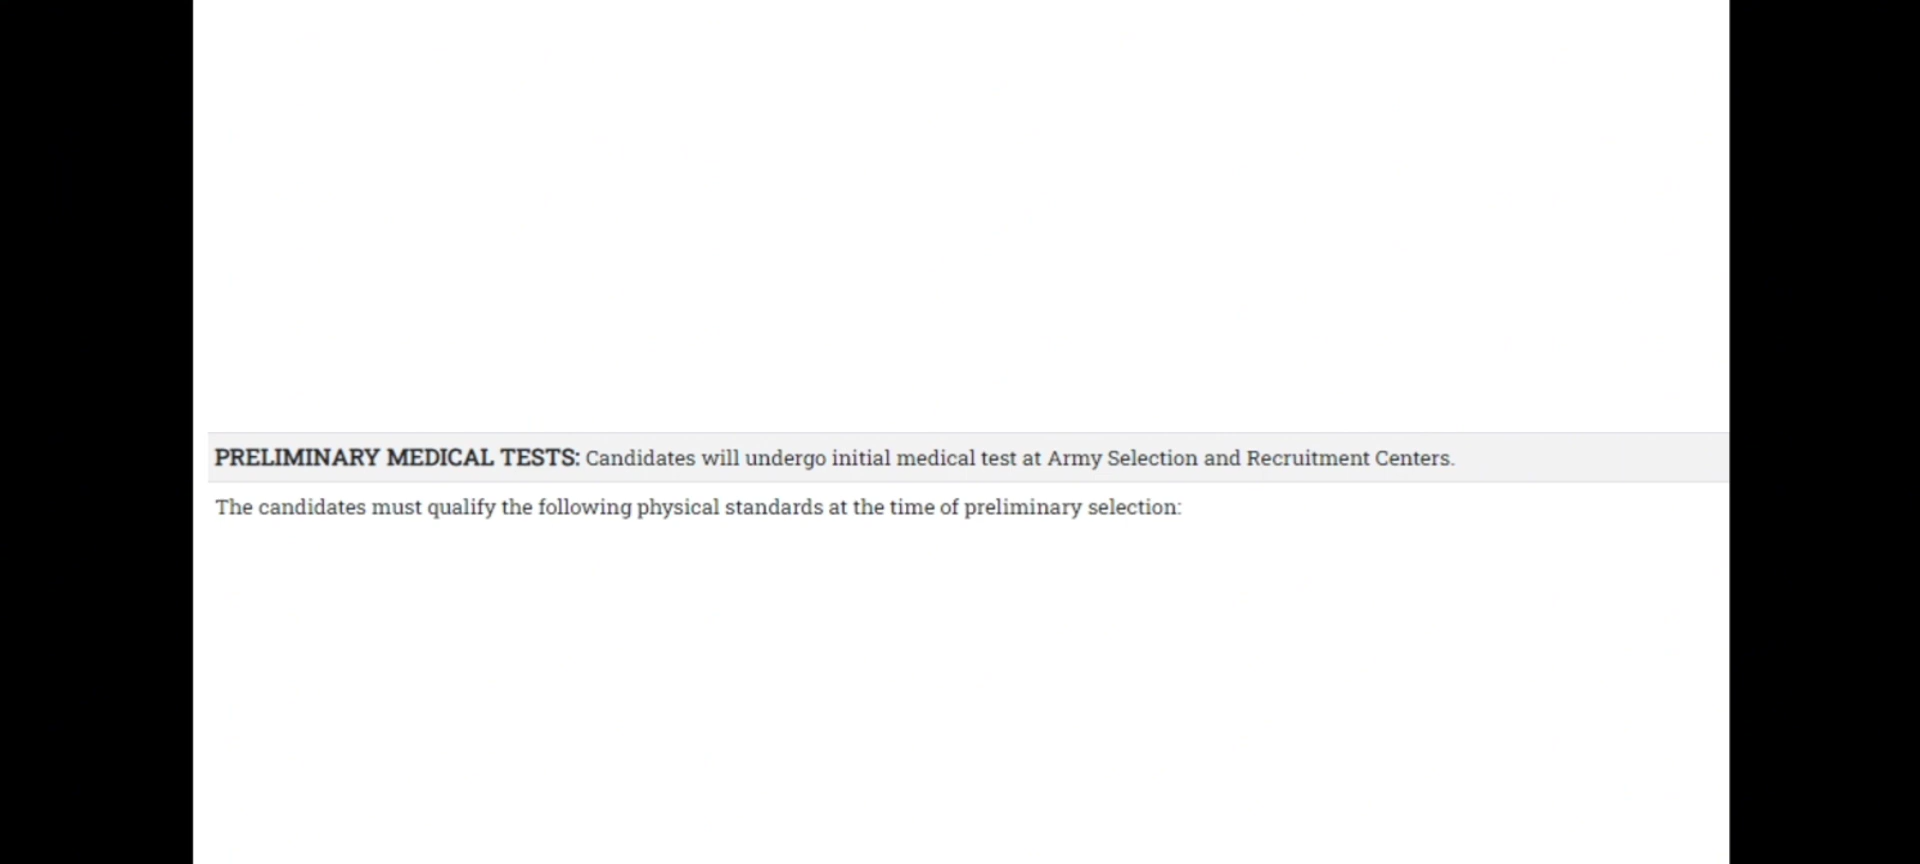 PRELIMINARY MEDICAL TESTS: Candidates will undergo initial medical test at Army Selection and Recruitment Centers.
The candidates must qualify the following physical standards at the time of preliminary selection: